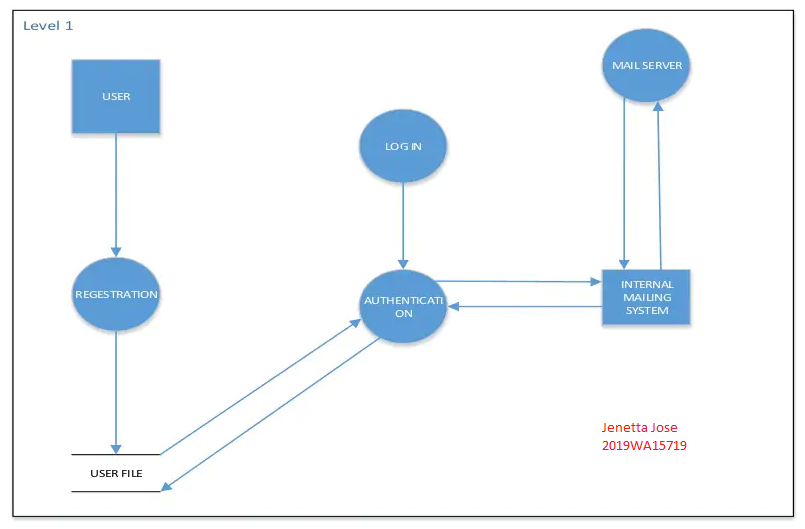 Level 1
USER
LOG IN
MAIL SERVER
REGESTRATION
AUTHENTICATI
ON
INTERNAL
MAILING
SYSTEM
USER FILE
Jenetta Jose
2019WA15719